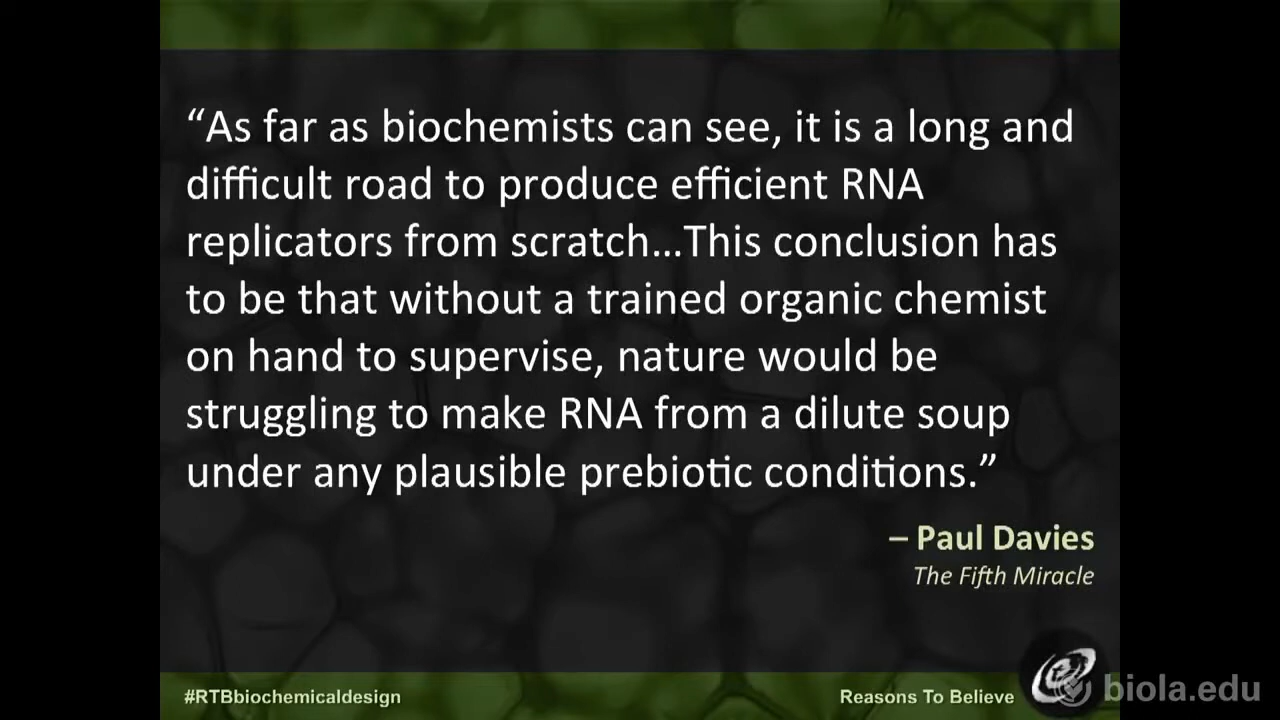 “As far as biochemists can see, it is a long and
difficult road to produce efficient RNA
replicators from scratch…This conclusion has
to be that without a trained organic chemist
on hand to supervise, nature would be
struggling to make RNA from a dilute soup
under any plausible prebiotic conditions.”
– Paul Davies
The Fifth Miracle
#RTBbiochemicaldesign
Reasons To Believe
biola.edu